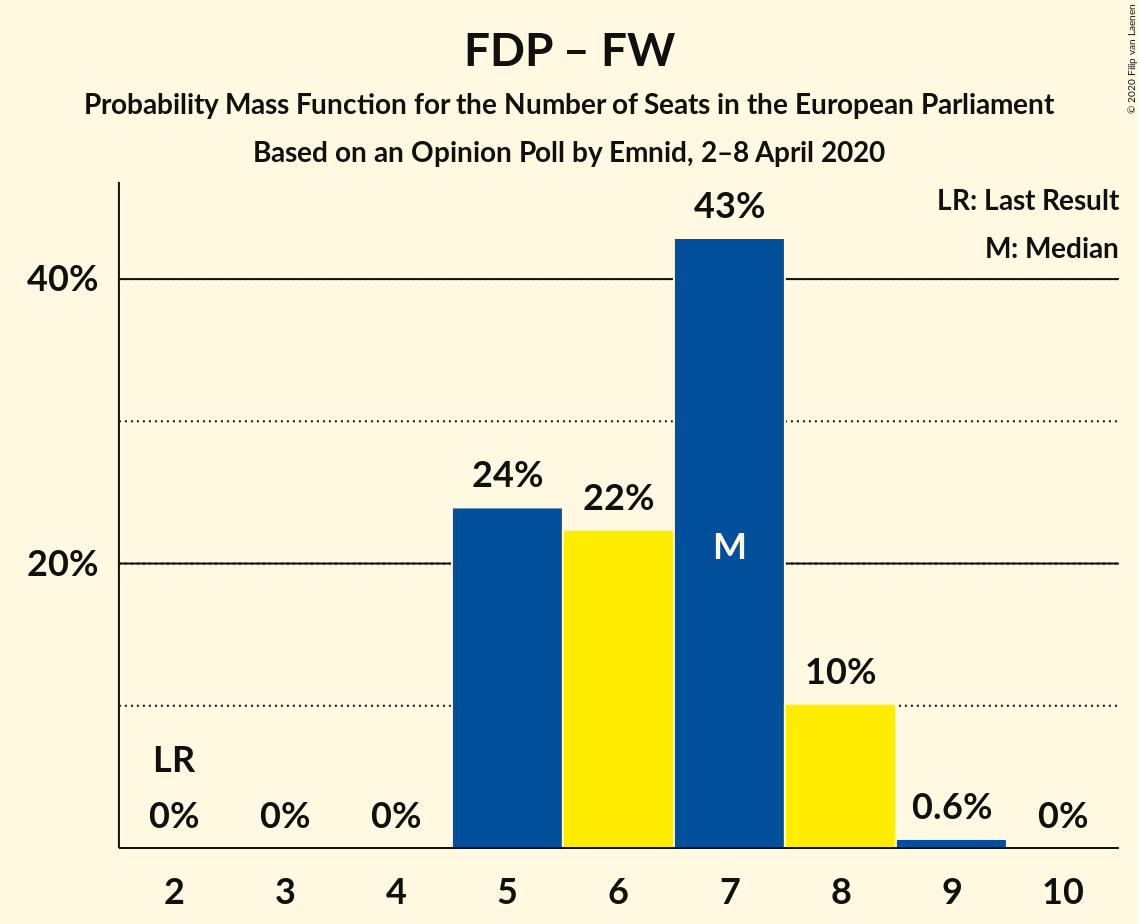 FDP – FW
Probability Mass Function for the Number of Seats in the European Parliament
Based on an Opinion Poll by Emnid, 2–8 April 2020
© 2020 Filip van Laenen
LR: Last Result
M: Median
43%
40%
24%
22%
M
20%
10%
LR
0% 0% 0% 0.6% 0%
2 3 4 5 6 7 8 9 10